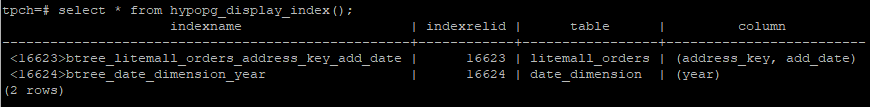 tpch=# select * from hypopg_display_index();
indexname | indexrelid | table | column
--------------------------------------------+------------+-----------------+-------------------------
<16623>btree_litemall_orders_address_key_add_date | 16623 | litemall_orders | (address_key, add_date)
<16624>btree_date_dimension_year | 16624 | date_dimension | (year)
(2 rows)